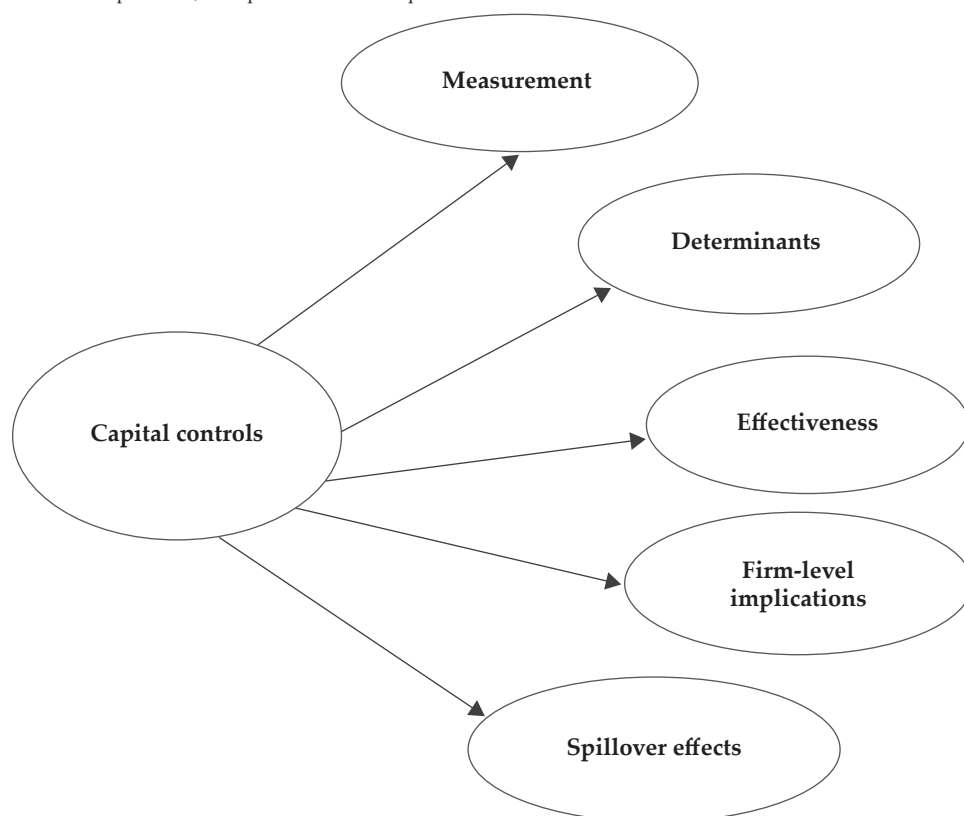 Measurement
Determinants
Capital controls
Effectiveness
Firm-level
implications
Spillover effects